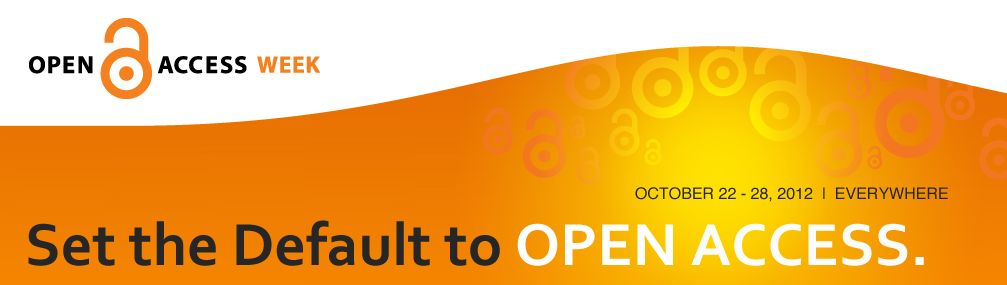 OPEN ACCESS WEEK
OCTOBER 22 - 28, 2012 | EVERYWHERE
Set the Default to OPEN ACCESS.